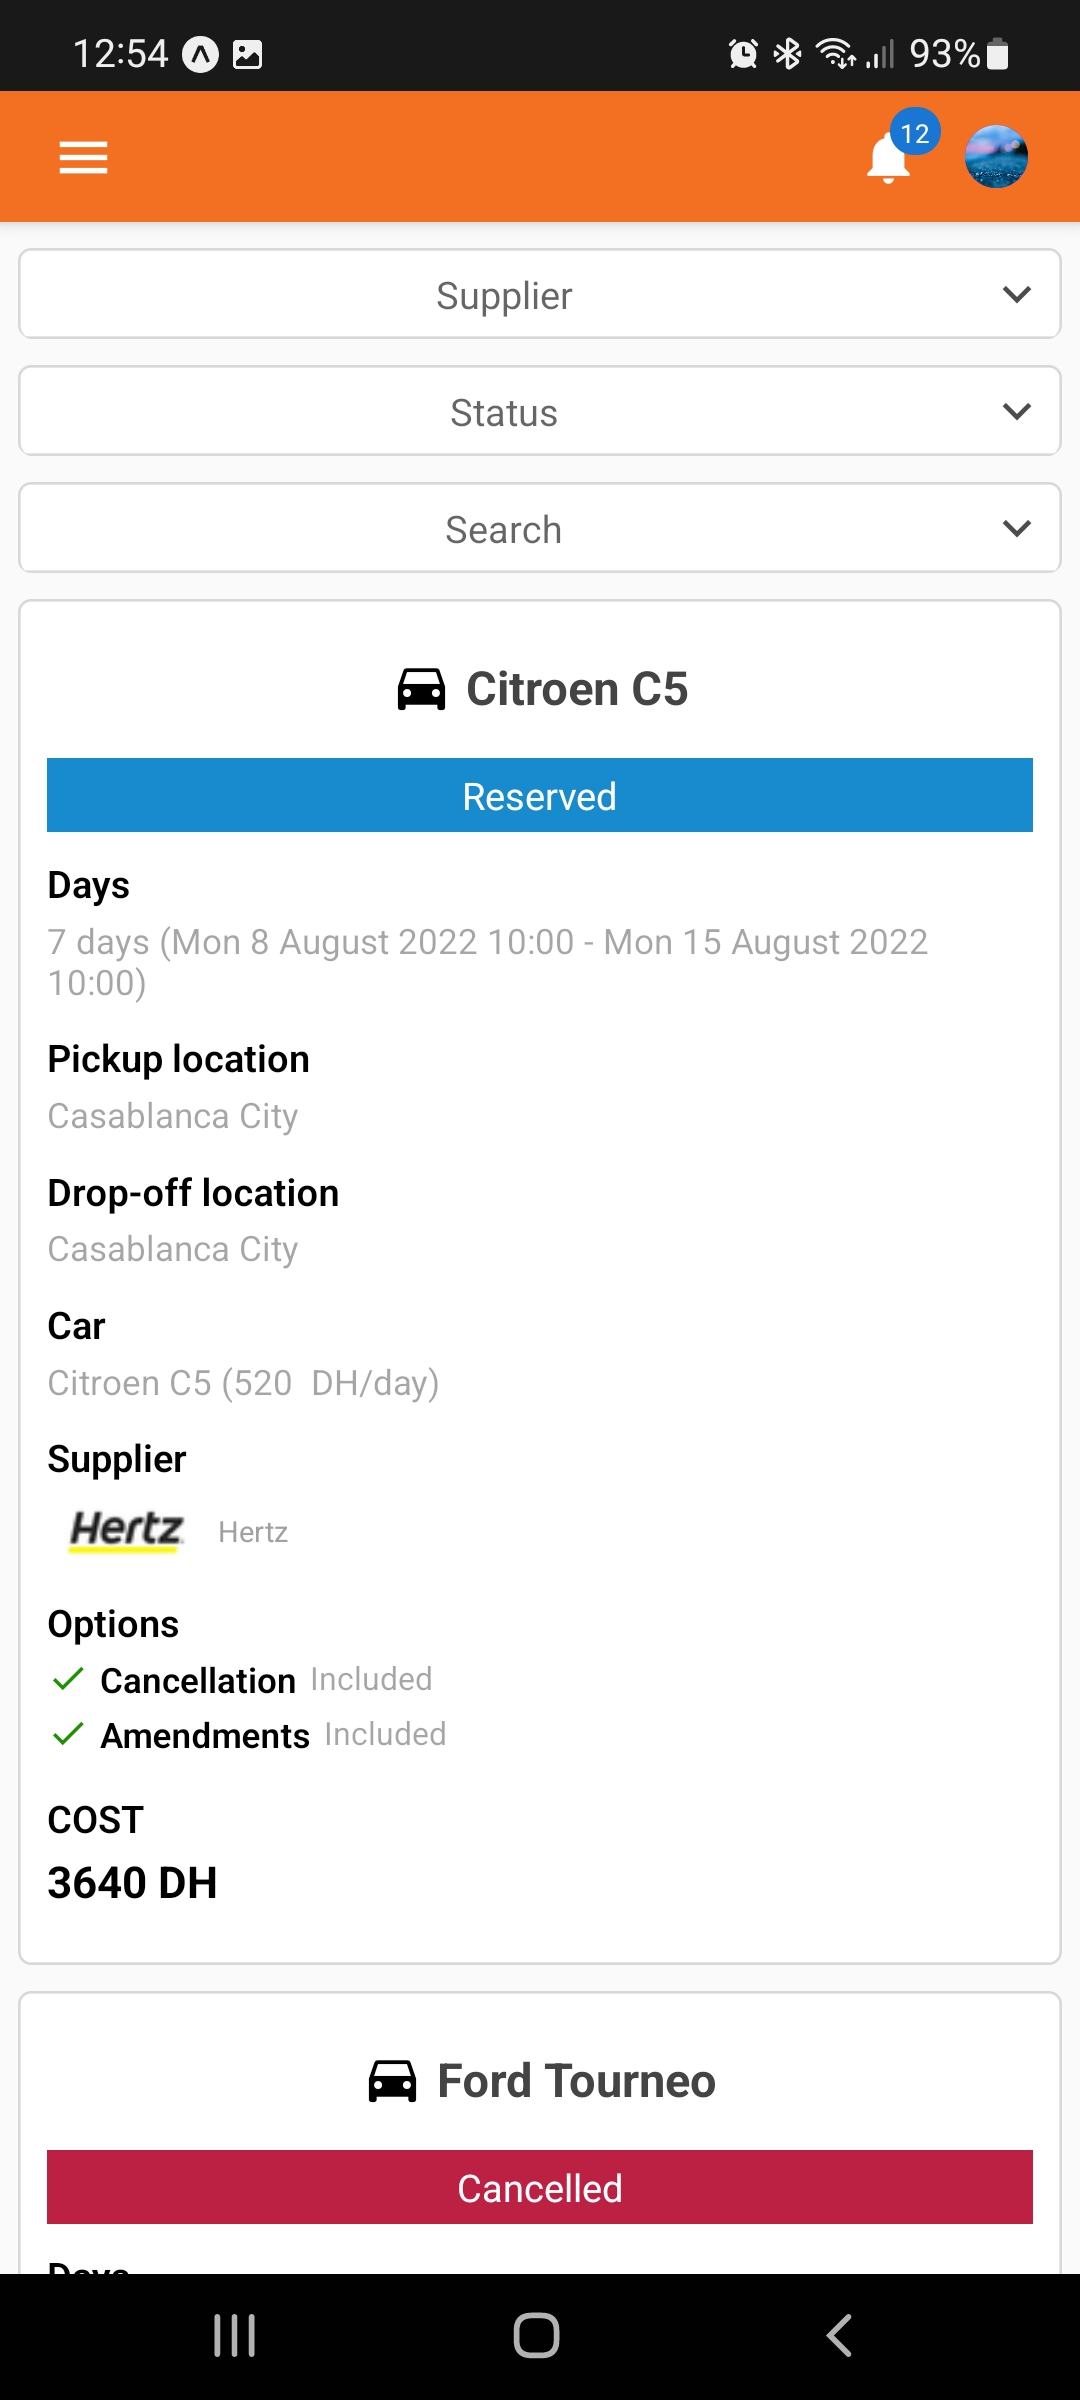 12:54
93%
12
Supplier
Status
Search
Citroen C5
Reserved
Days
7 days (Mon 8 August 2022 10:00 - Mon 15 August 2022
10:00)
Pickup location
Casablanca City
Drop-off location
Casablanca City
Car
Citroen C5 (520  DH/day)
Supplier
Hertz Hertz
Options
Cancellation Included
Amendments Included
COST
3640 DH
Ford Tourneo
Cancelled
Days